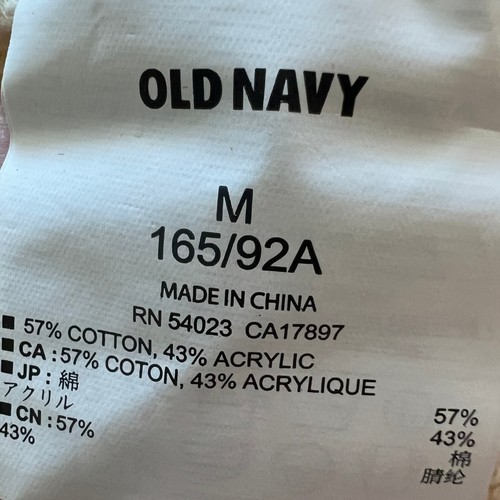 OLD NAVY
M
165/92A
MADE IN CHINA
RN 54023 CA17897
■ 57% COTTON, 43% ACRYLIC
■ CA : 57% COTON, 43% ACRYLIQUE
■ JP : 綿 57%
アクリル 43%
■ CN : 57% 棉
43% 腈纶